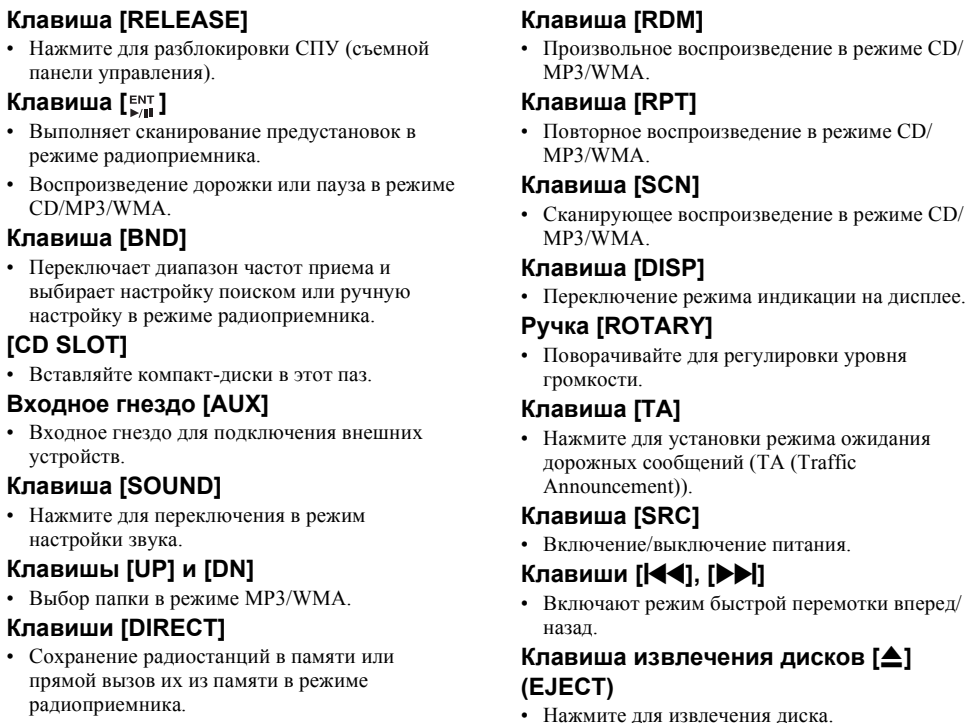 Клавиша [RELEASE]
• Нажмите для разблокировки СПУ (съемной
панели управления).
Клавиша [ENT ►/II]
• Выполняет сканирование предустановок в
режиме радиоприемника.
• Воспроизведение дорожки или пауза в режиме
CD/MP3/WMA.
Клавиша [BND]
• Переключает диапазон частот приема и
выбирает настройку поиском или ручную
настройку в режиме радиоприемника.
[CD SLOT]
• Вставляйте компакт-диски в этот паз.
Входное гнездо [AUX]
• Входное гнездо для подключения внешних
устройств.
Клавиша [SOUND]
• Нажмите для переключения в режим
настройки звука.
Клавишы [UP] и [DN]
• Выбор папки в режиме MP3/WMA.
Клавиши [DIRECT]
• Сохранение радиостанций в памяти или
прямой вызов их из памяти в режиме
радиоприемника.
Клавиша [RDM]
• Произвольное воспроизведение в режиме CD/
MP3/WMA.
Клавиша [RPT]
• Повторное воспроизведение в режиме CD/
MP3/WMA.
Клавиша [SCN]
• Сканирующее воспроизведение в режиме CD/
MP3/WMA.
Клавиша [DISP]
• Переключение режима индикации на дисплее.
Ручка [ROTARY]
• Поворачивайте для регулировки уровня
громкости.
Клавиша [TA]
• Нажмите для установки режима ожидания
дорожных сообщений (TA (Traffic
Announcement)).
Клавиша [SRC]
• Включение/выключение питания.
Клавиши [|◀◀], [▶▶|]
• Включают режим быстрой перемотки вперед/
назад.
Клавиша извлечения дисков [⏏]
(EJECT)
• Нажмите для извлечения диска.